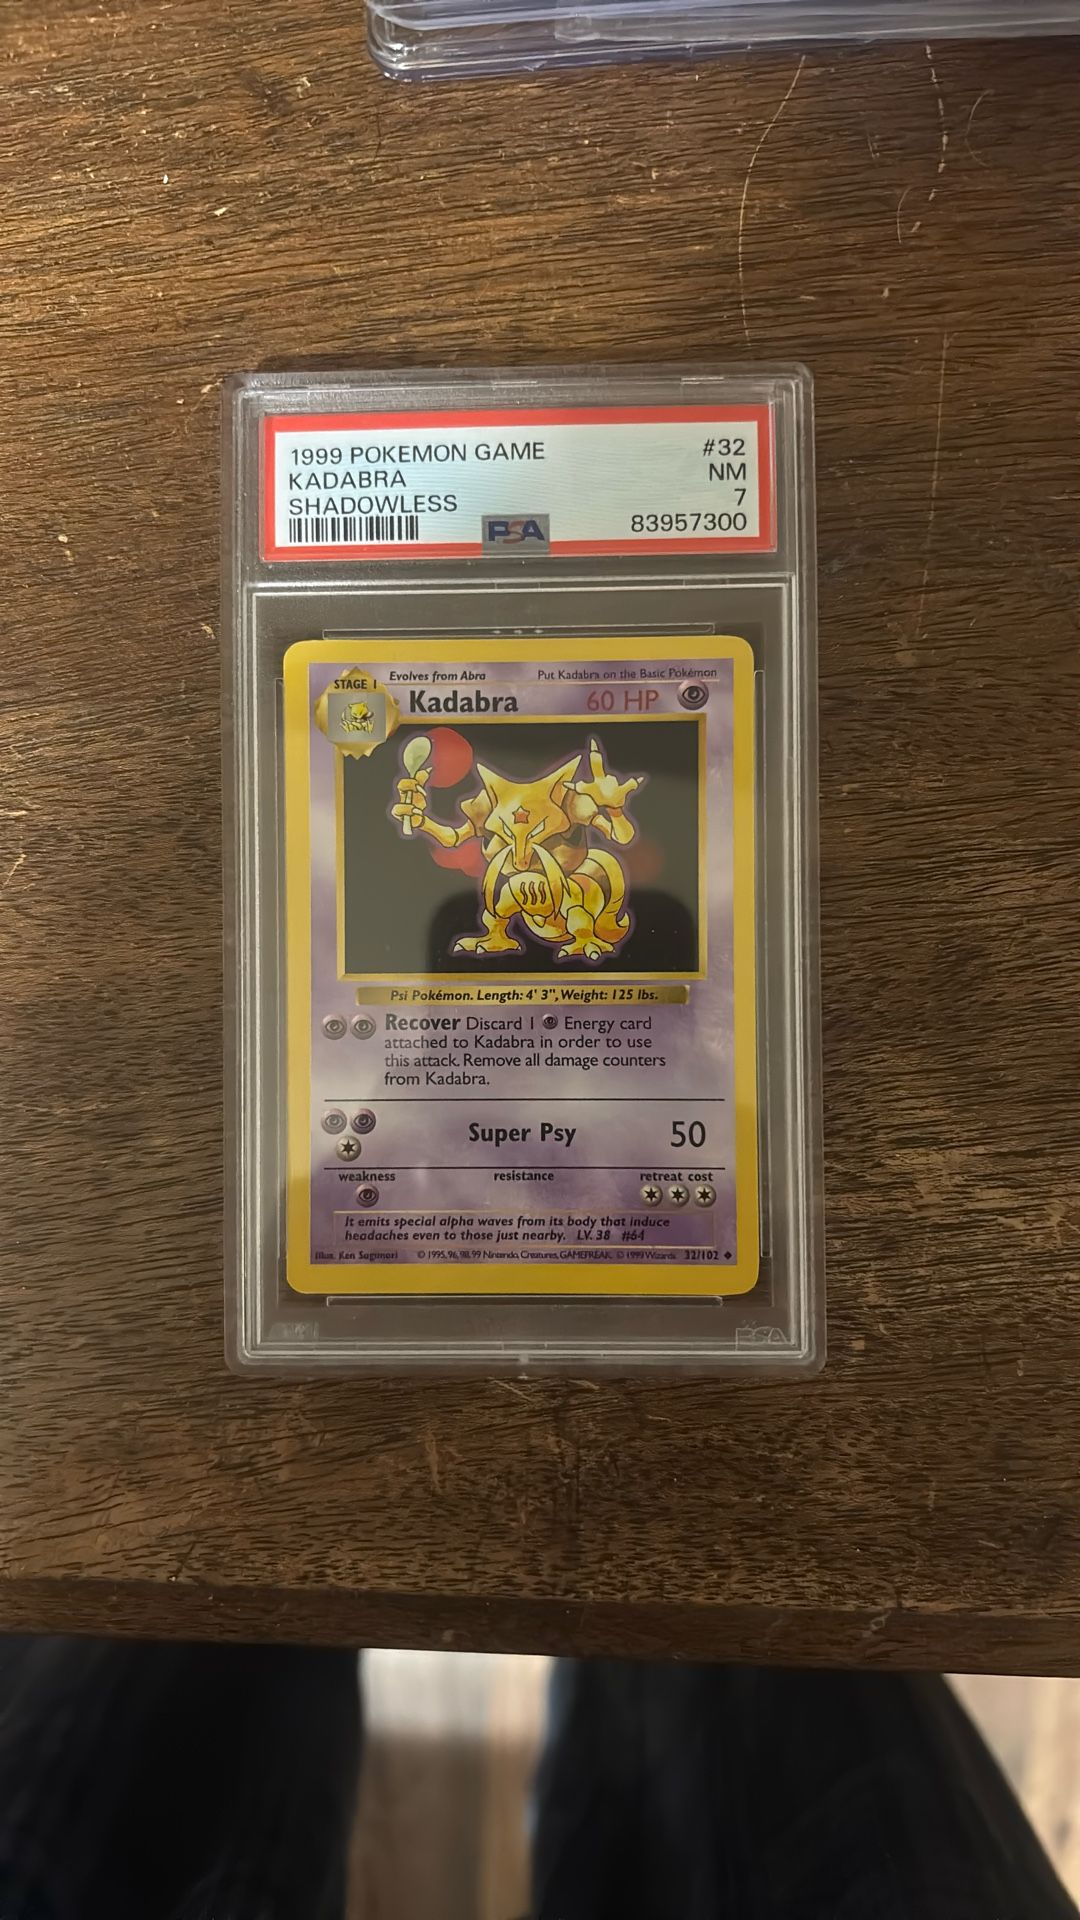 1999 POKEMON GAME #32
KADABRA NM
SHADOWLESS 7
PSA 83957300
STAGE 1 Evolves from Abra Put Kadabra on the Basic Pokémon
Kadabra 60 HP
Psi Pokémon. Length: 4' 3", Weight: 125 lbs.
Recover Discard 1 Energy card
attached to Kadabra in order to use
this attack. Remove all damage counters
from Kadabra.
Super Psy 50
weakness resistance retreat cost
It emits special alpha waves from its body that induce
headaches even to those just nearby. LV. 38 #64
Illus. Ken Sugimori © 1995, 96, 98, 99 Nintendo, Creatures, GAMEFREAK. © 1999 Wizards. 32/102
PSA